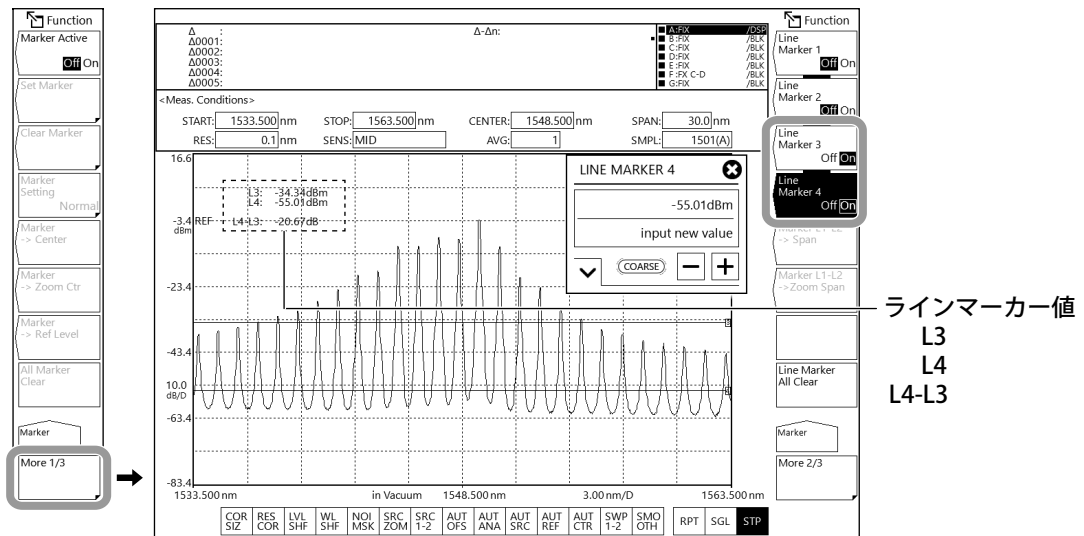 Function
Marker Active
Off On
Set Marker
Clear Marker
Marker
Setting
Normal
Marker
-> Center
Marker
-> Zoom Ctr
Marker
-> Ref Level
All Marker
Clear
Marker
More 1/3
Δ :
Δ0001:
Δ0002:
Δ0003:
Δ0004:
Δ0005:
Δ-Δn:
A:FIX /DSP
B:FIX /BLK
C:FIX /BLK
D:FIX /BLK
E:FIX /BLK
F:FX C-D /BLK
G:FIX /BLK
<Meas. Conditions>
START: 1533.500 nm STOP: 1563.500 nm CENTER: 1548.500 nm SPAN: 30.0 nm
RES: 0.1 nm SENS: MID AVG: 1 SMPL: 1501(A)
16.6
L3: -34.34dBm
L4: -55.01dBm
L4-L3: -20.67dB
-3.4 REF
dBm
-23.4
-43.4
10.0
dB/D
-63.4
-83.4
1533.500 nm in Vacuum 1548.500 nm 3.00 nm/D 1563.500 nm
LINE MARKER 4
-55.01dBm
input new value
COARSE
COR SIZ
RES COR
LVL SHF
WL SHF
NOI MSK
SRC ZOM
SRC 1-2
AUT OFS
AUT ANA
AUT SRC
AUT REF
AUT CTR
SWP 1-2
SMO OTH
RPT
SGL
STP
Function
Line
Marker 1
Off On
Line
Marker 2
Off On
Line
Marker 3
Off On
Line
Marker 4
Off On
Marker L1-L2
-> Span
Marker L1-L2
->Zoom Span
Line Marker
All Clear
Marker
More 2/3
ラインマーカー値
L3
L4
L4-L3